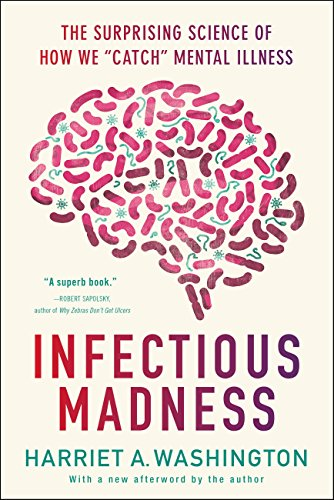 THE SURPRISING SCIENCE OF
HOW WE “CATCH” MENTAL ILLNESS
“A superb book.”
—ROBERT SAPOLSKY,
author of Why Zebras Don't Get Ulcers
INFECTIOUS
MADNESS
HARRIET A. WASHINGTON
With a new afterword by the author